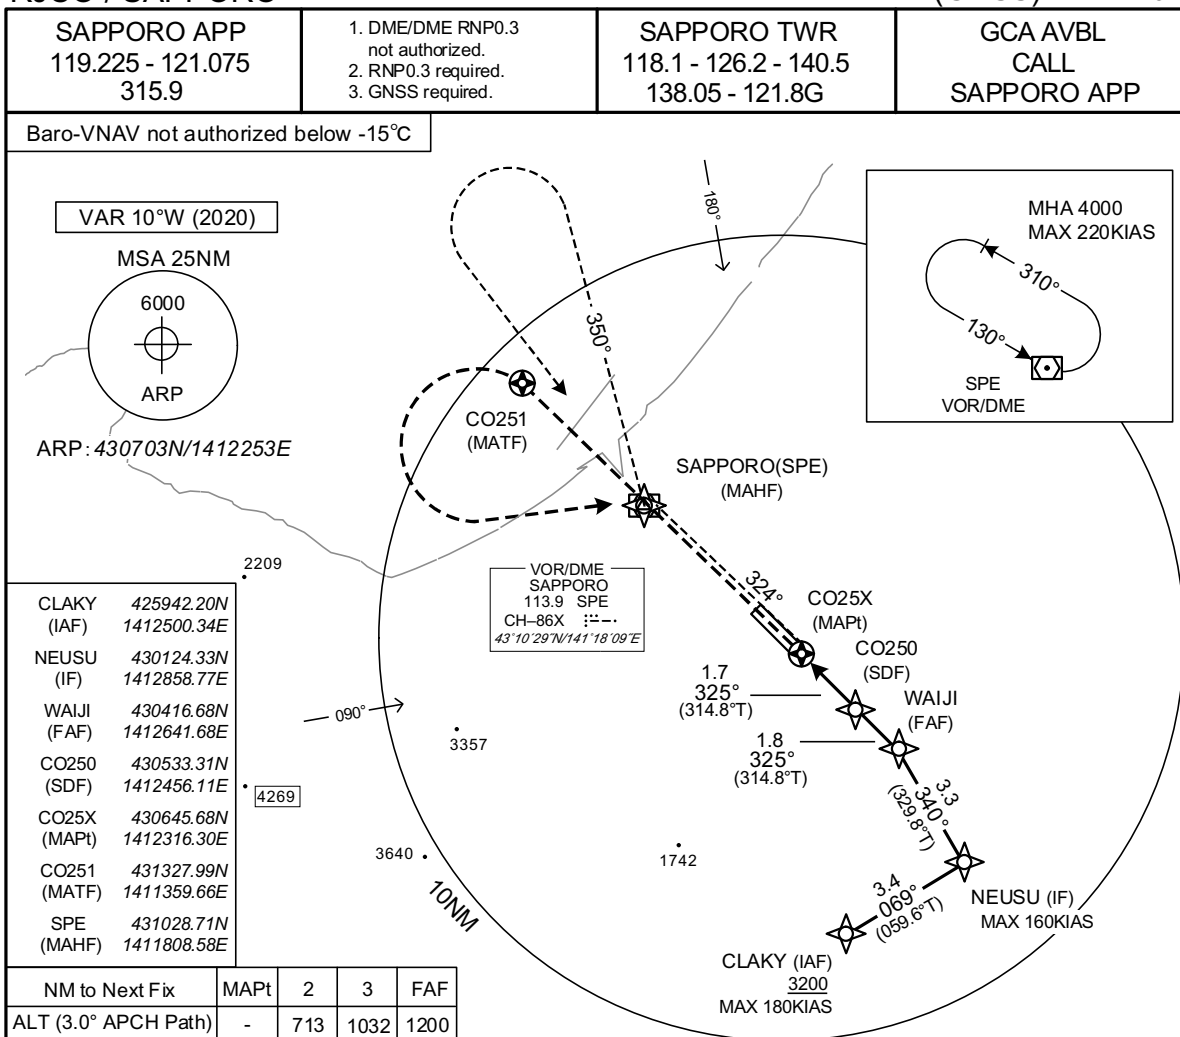 SAPPORO APP
119.225 - 121.075
315.9
1. DME/DME RNP0.3
not authorized.
2. RNP0.3 required.
3. GNSS required.
SAPPORO TWR
118.1 - 126.2 - 140.5
138.05 - 121.8G
GCA AVBL
CALL
SAPPORO APP
Baro-VNAV not authorized below -15°C
VAR 10°W (2020)
MSA 25NM
6000
ARP
ARP: 430703N/1412253E
180°
MHA 4000
MAX 220KIAS
310°
130°
SPE
VOR/DME
350°
CO251
(MATF)
SAPPORO(SPE)
(MAHF)
VOR/DME
SAPPORO
113.9 SPE
CH–86X
43°10'29"N/141°18'09"E
324°
CO25X
(MAPt)
CO250
(SDF)
WAIJI
(FAF)
1.7
325°
(314.8°T)
1.8
325°
(314.8°T)
3.3
340°
(329.8°T)
NEUSU (IF)
MAX 160KIAS
3.4
069°
(059.6°T)
CLAKY (IAF)
3200
MAX 180KIAS
2209
090°
3357
4269
3640
1742
10NM
CLAKY 425942.20N
(IAF) 1412500.34E
NEUSU 430124.33N
(IF) 1412858.77E
WAIJI 430416.68N
(FAF) 1412641.68E
CO250 430533.31N
(SDF) 1412456.11E
CO25X 430645.68N
(MAPt) 1412316.30E
CO251 431327.99N
(MATF) 1411359.66E
SPE 431028.71N
(MAHF) 1411808.58E
NM to Next Fix MAPt 2 3 FAF
ALT (3.0° APCH Path) - 713 1032 1200